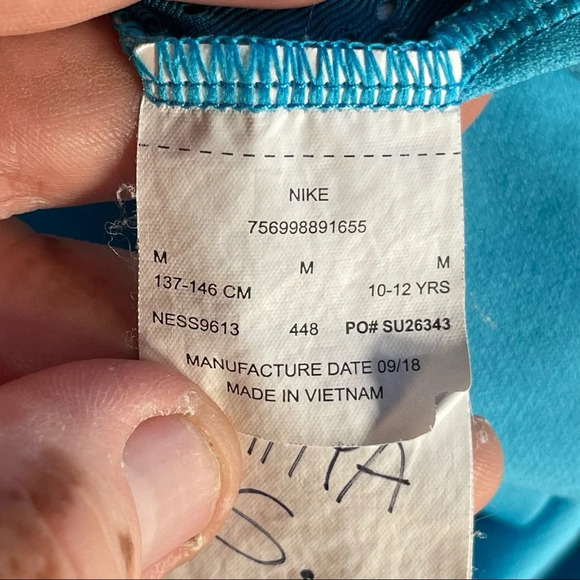 NIKE
756998891655
M M M
137-146 CM 10-12 YRS
NESS9613 448 PO# SU26343
MANUFACTURE DATE 09/18
MADE IN VIETNAM
S.